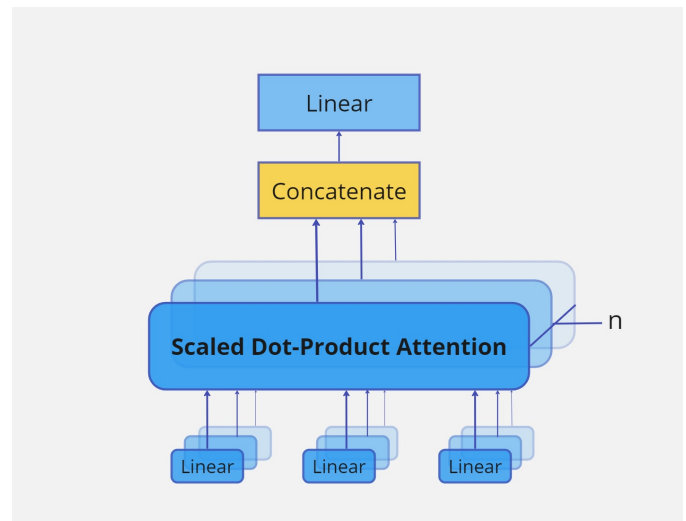 Linear
Concatenate
Scaled Dot-Product Attention
n
Linear
Linear
Linear